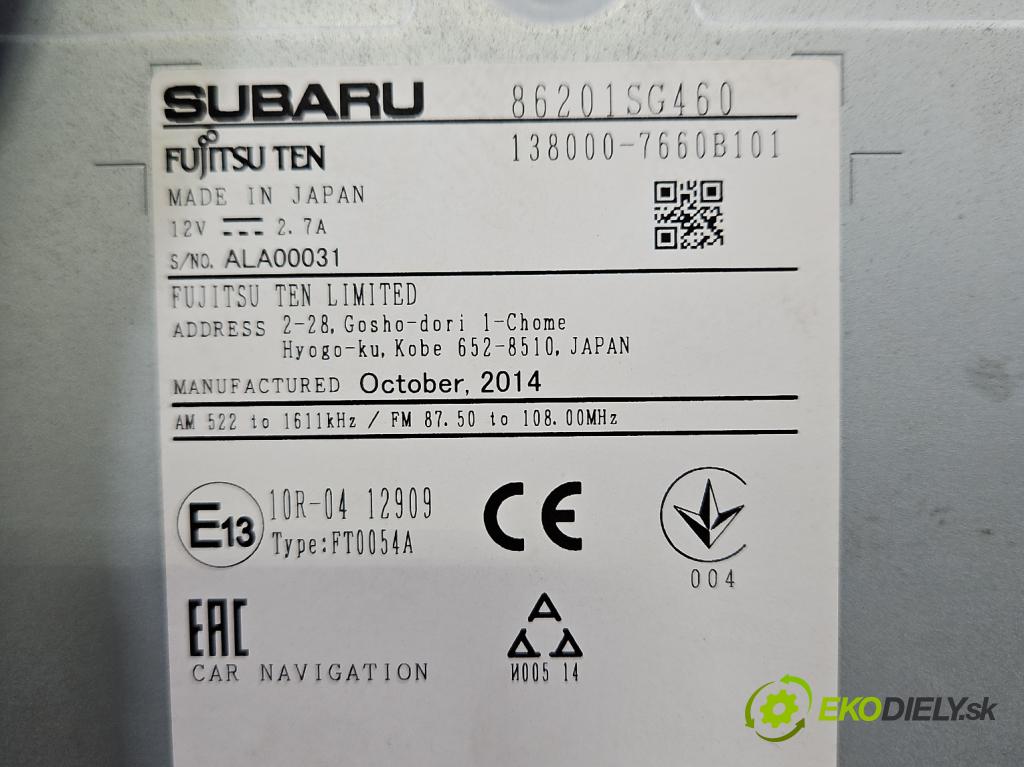 SUBARU 86201SG460
FUJITSU TEN 138000-7660B101
MADE IN JAPAN
12V 2.7A
S/NO. ALA00031
FUJITSU TEN LIMITED
ADDRESS 2-28, Gosho-dori 1-Chome
Hyogo-ku, Kobe 652-8510, JAPAN
MANUFACTURED October, 2014
AM 522 to 1611kHz / FM 87.50 to 108.00MHz
E13 10R-04 12909
Type:FT0054A
CE
004
EAC
CAR NAVIGATION
И005 14
EKODIELY.sk